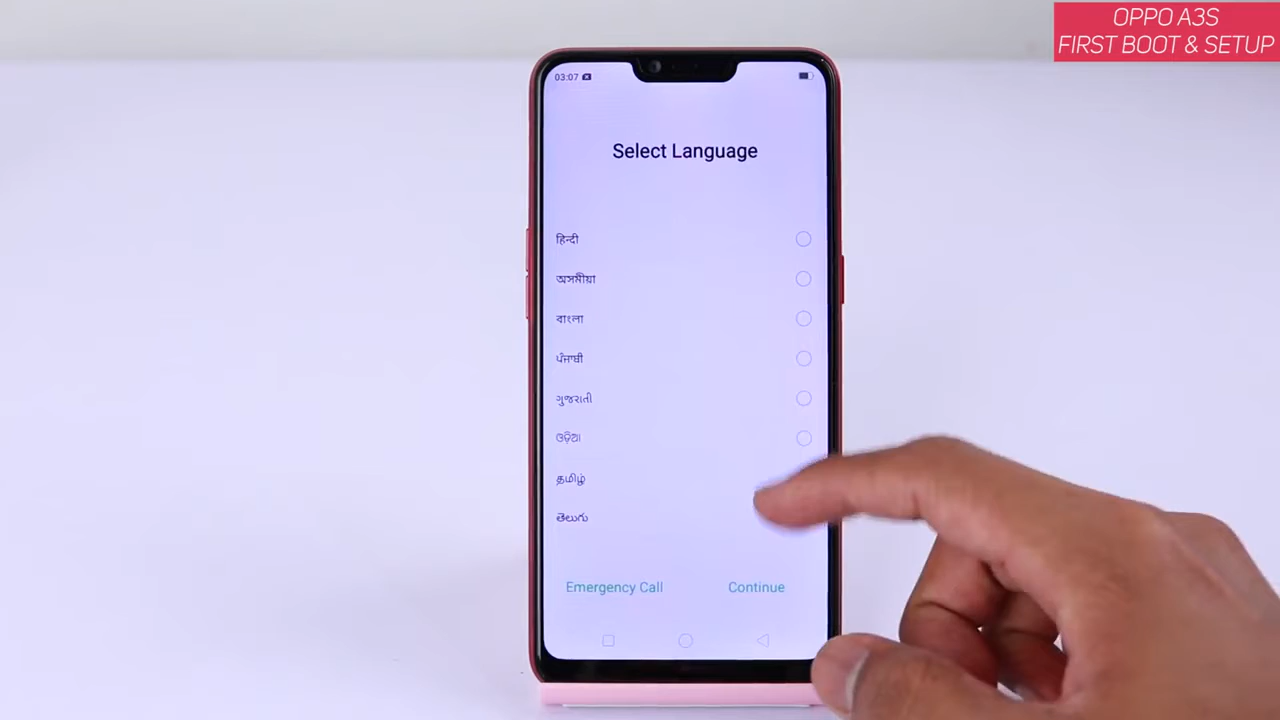 OPPO A3S
FIRST BOOT & SETUP
03:07
Select Language
हिन्दी
অসমীয়া
বাংলা
ਪੰਜਾਬੀ
ગુજરાતી
ଓଡ଼ିଆ
தமிழ்
తెలుగు
Emergency Call
Continue